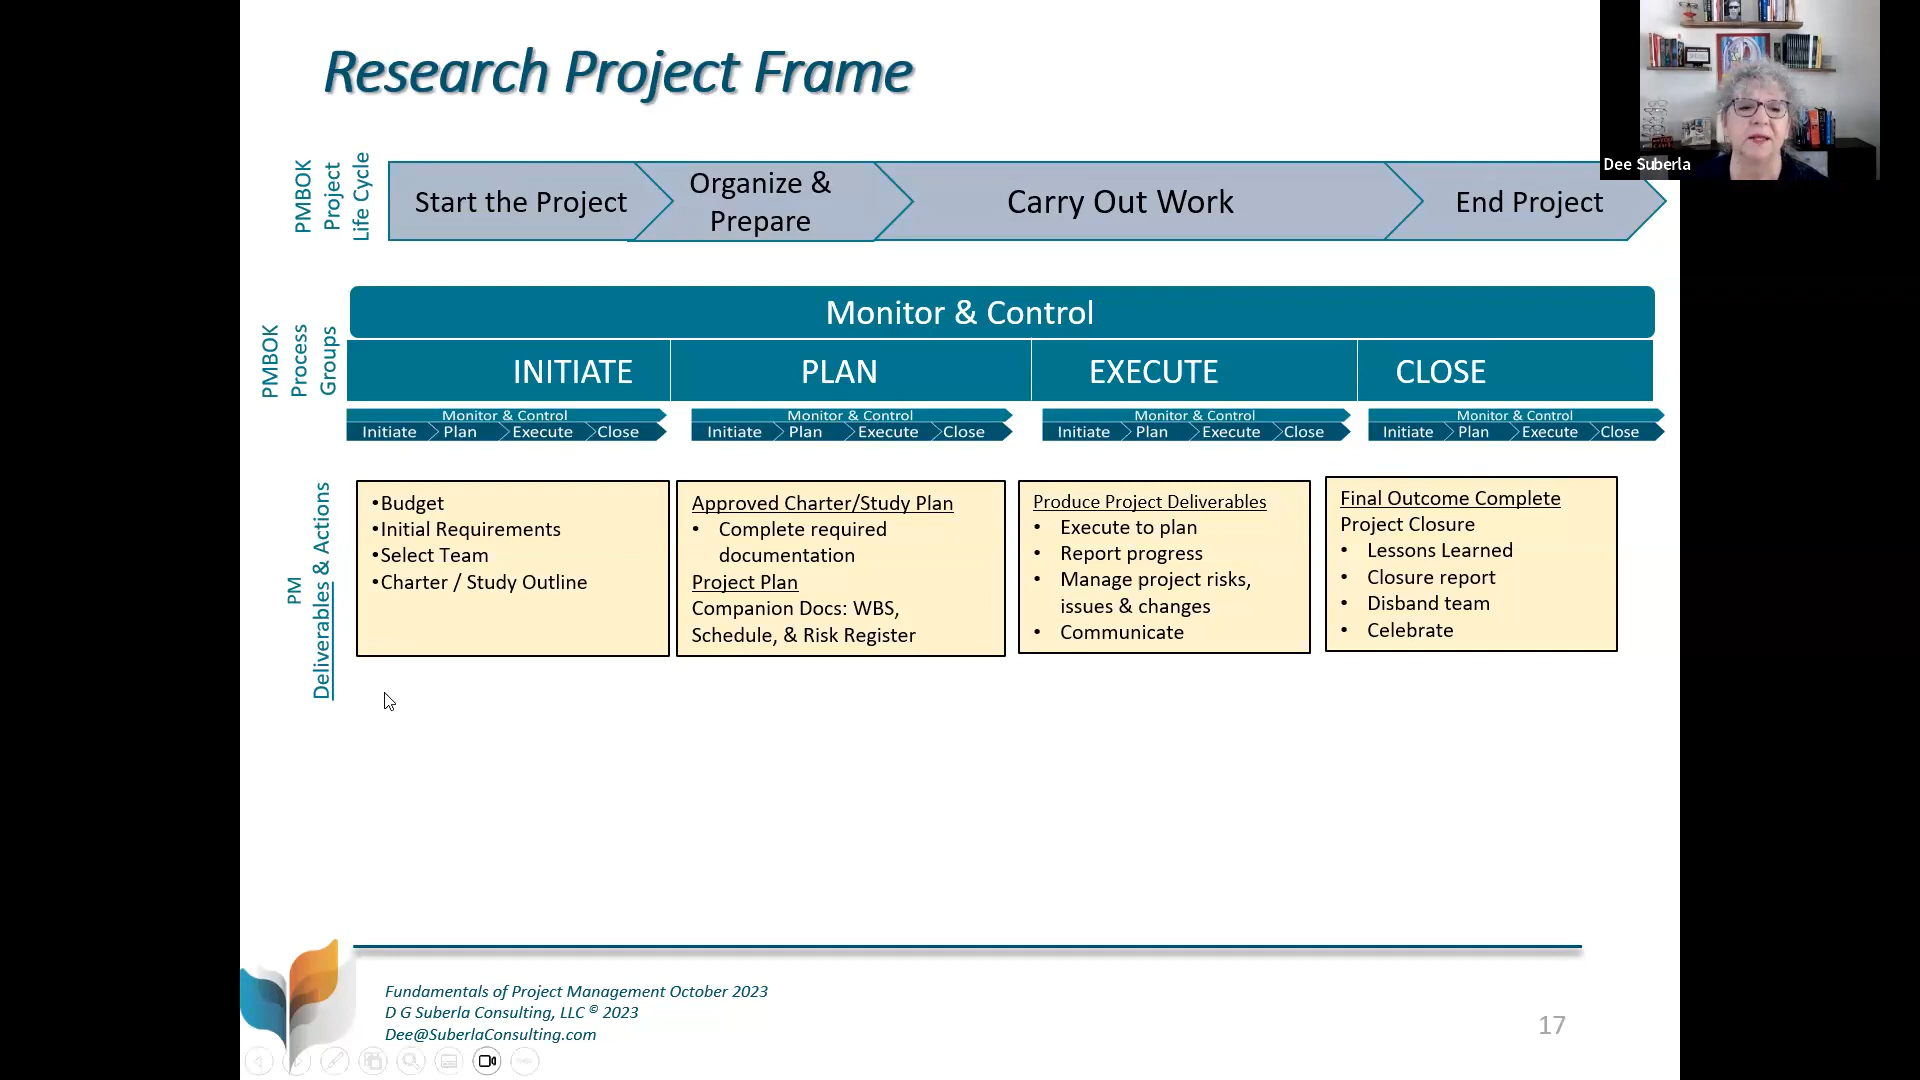 Research Project Frame
Dee Suberla
PMBOK
Project
Life Cycle
Start the Project
Organize &
Prepare
Carry Out Work
End Project
PMBOK
Process
Groups
Monitor & Control
INITIATE
PLAN
EXECUTE
CLOSE
Monitor & Control
Initiate Plan Execute Close
Monitor & Control
Initiate Plan Execute Close
Monitor & Control
Initiate Plan Execute Close
Monitor & Control
Initiate Plan Execute Close
PM
Deliverables & Actions
•Budget
•Initial Requirements
•Select Team
•Charter / Study Outline
Approved Charter/Study Plan
• Complete required
documentation
Project Plan
Companion Docs: WBS,
Schedule, & Risk Register
Produce Project Deliverables
• Execute to plan
• Report progress
• Manage project risks,
issues & changes
• Communicate
Final Outcome Complete
Project Closure
• Lessons Learned
• Closure report
• Disband team
• Celebrate
Fundamentals of Project Management October 2023
D G Suberla Consulting, LLC © 2023
Dee@SuberlaConsulting.com
17